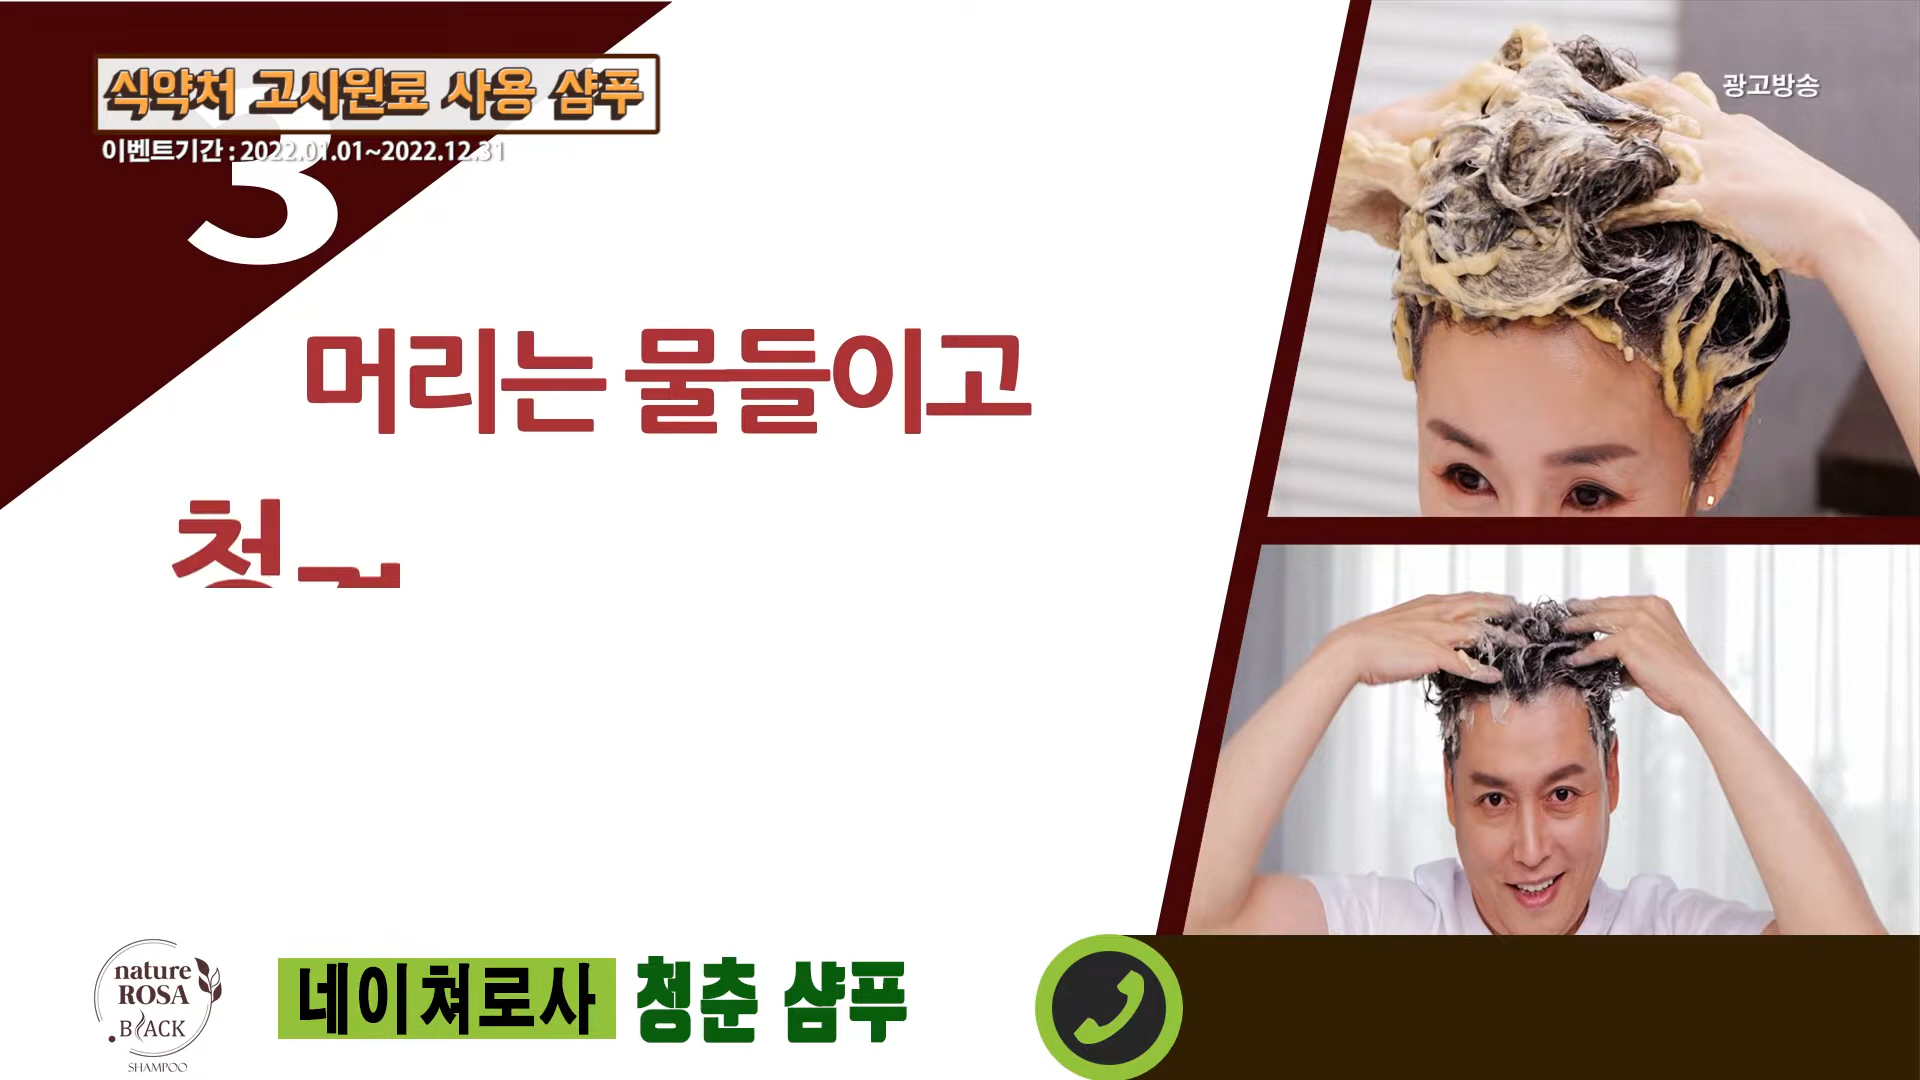 식약처 고시원료 사용 샴푸
이벤트기간 : 2022.01.01~2022.12.31
광고방송
3
머리는 물들이고
nature
ROSA
BLACK
SHAMPOO
네이쳐로사 청춘 샴푸